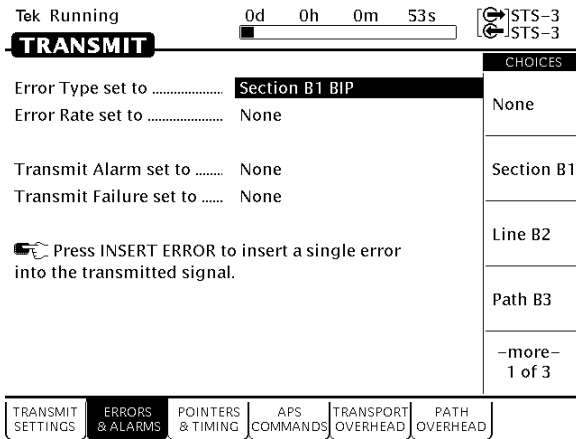 Tek Running
0d 0h 0m 53s
STS-3
STS-3
TRANSMIT
CHOICES
Error Type set to .................... Section B1 BIP
Error Rate set to ..................... None
Transmit Alarm set to ........ None
Transmit Failure set to ...... None
Press INSERT ERROR to insert a single error
into the transmitted signal.
None
Section B1
Line B2
Path B3
–more–
1 of 3
TRANSMIT
SETTINGS
ERRORS
& ALARMS
POINTERS
& TIMING
APS
COMMANDS
TRANSPORT
OVERHEAD
PATH
OVERHEAD